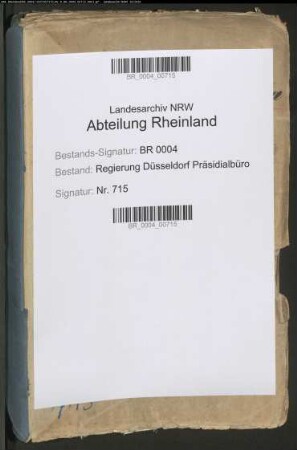 BR_0004_00715
Landesarchiv NRW
Abteilung Rheinland
Bestands-Signatur: BR 0004
Bestand: Regierung Düsseldorf Präsidialbüro
Signatur: Nr. 715
BR_0004_00715